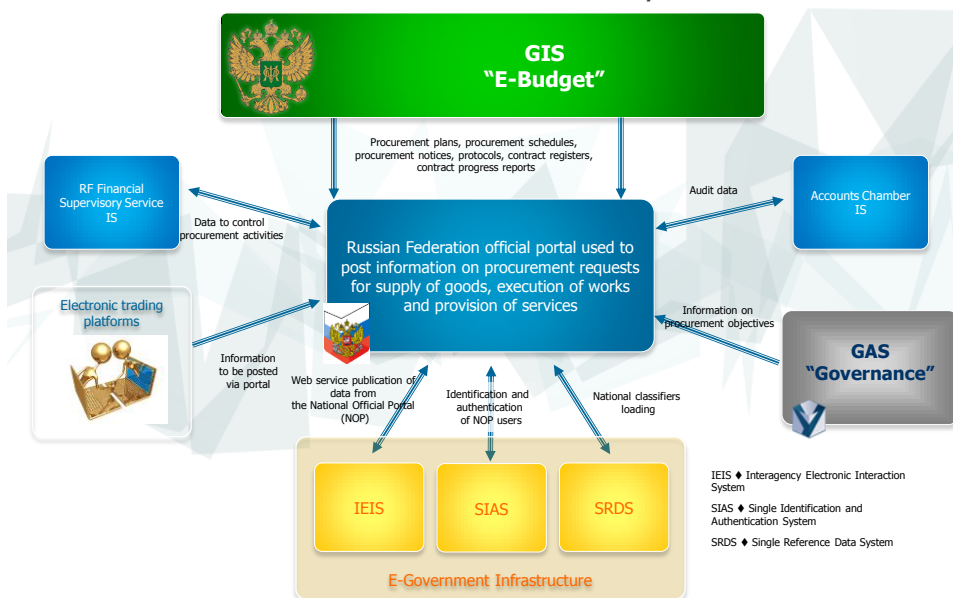 GIS
“E-Budget”
Procurement plans, procurement schedules,
procurement notices, protocols, contract registers,
contract progress reports
RF Financial
Supervisory Service
IS
Audit data
Accounts Chamber
IS
Data to control
procurement activities
Russian Federation official portal used to
post information on procurement requests
for supply of goods, execution of works
and provision of services
Electronic trading
platforms
Information
to be posted
via portal
Information on
procurement objectives
GAS
“Governance”
Web service publication of
data from
the National Official Portal
(NOP)
Identification and
authentication
of NOP users
National classifiers
loading
IEIS
SIAS
SRDS
E-Government Infrastructure
IEIS ♦ Interagency Electronic Interaction
System
SIAS ♦ Single Identification and
Authentication System
SRDS ♦ Single Reference Data System